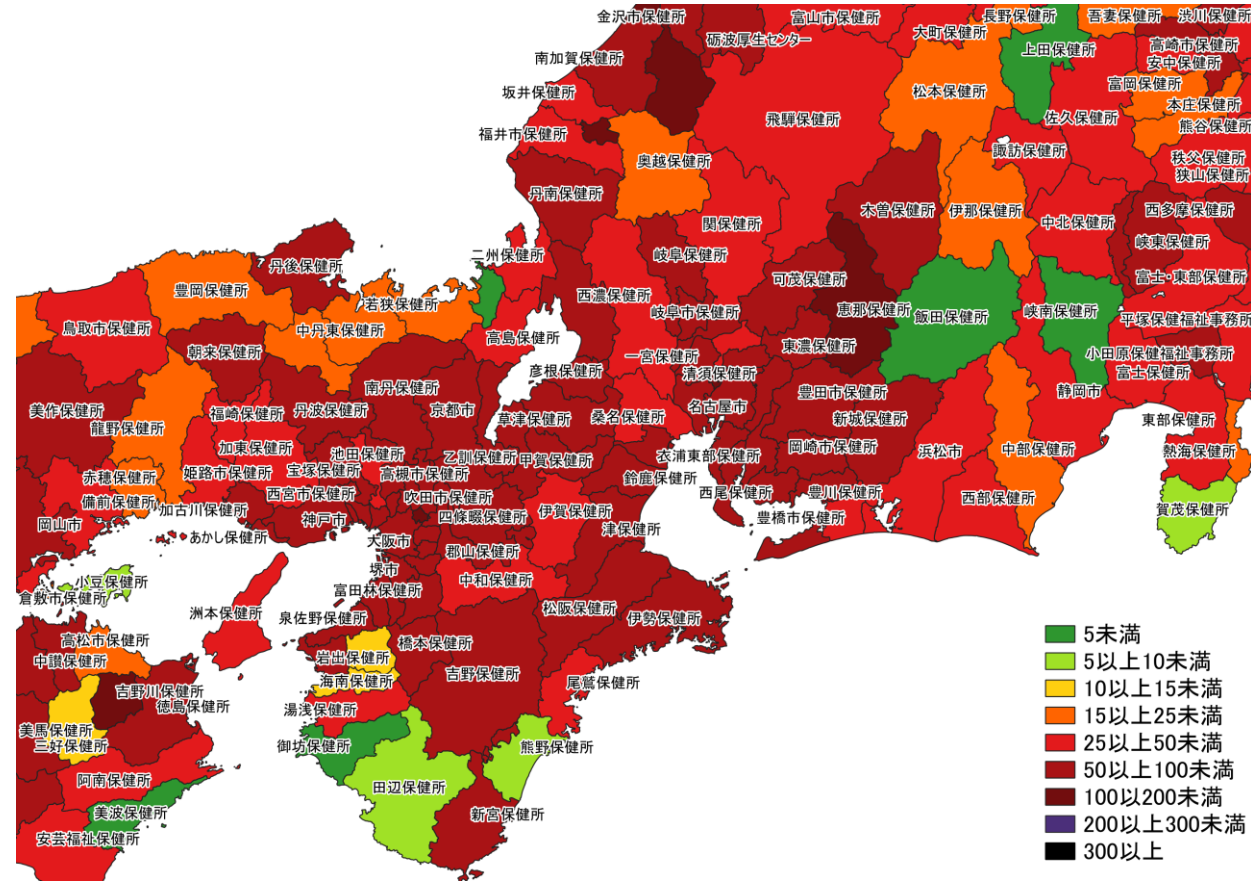 金沢市保健所
富山市保健所
長野保健所
吾妻保健所
渋川保健所
砺波厚生センター
大町保健所
上田保健所
高崎市保健所
南加賀保健所
安中保健所
富岡保健所
坂井保健所
松本保健所
本庄保健所
飛騨保健所
佐久保健所
熊谷保健所
福井市保健所
諏訪保健所
奥越保健所
秩父保健所
狭山保健所
丹南保健所
木曽保健所
伊那保健所
西多摩保健所
関保健所
中北保健所
峡東保健所
二州保健所
岐阜保健所
丹後保健所
可茂保健所
富士・東部保健所
豊岡保健所
若狭保健所
西濃保健所
恵那保健所
飯田保健所
峡南保健所
岐阜市保健所
平塚保健福祉事務所
鳥取市保健所
中丹東保健所
高島保健所
東濃保健所
朝来保健所
一宮保健所
小田原保健福祉事務所
彦根保健所
清須保健所
富士保健所
南丹保健所
豊田市保健所
静岡市
美作保健所
丹波保健所
京都市
名古屋市
福崎保健所
草津保健所
桑名保健所
新城保健所
東部保健所
龍野保健所
加東保健所
池田保健所
乙訓保健所
甲賀保健所
衣浦東部保健所
岡崎市保健所
浜松市
中部保健所
熱海保健所
赤穂保健所
姫路市保健所
宝塚保健所
高槻市保健所
鈴鹿保健所
備前保健所
西宮市保健所
吹田市保健所
西尾保健所
豊川保健所
西部保健所
賀茂保健所
加古川保健所
神戸市
四條畷保健所
伊賀保健所
豊橋市保健所
岡山市
あかし保健所
大阪市
郡山保健所
津保健所
小豆保健所
堺市
中和保健所
倉敷市保健所
富田林保健所
洲本保健所
松阪保健所
伊勢保健所
泉佐野保健所
高松市保健所
橋本保健所
中讃保健所
岩出保健所
吉野保健所
海南保健所
尾鷲保健所
吉野川保健所
徳島保健所
湯浅保健所
美馬保健所
三好保健所
御坊保健所
熊野保健所
阿南保健所
田辺保健所
美波保健所
新宮保健所
安芸福祉保健所
5未満
5以上10未満
10以上15未満
15以上25未満
25以上50未満
50以上100未満
100以200未満
200以上300未満
300以上